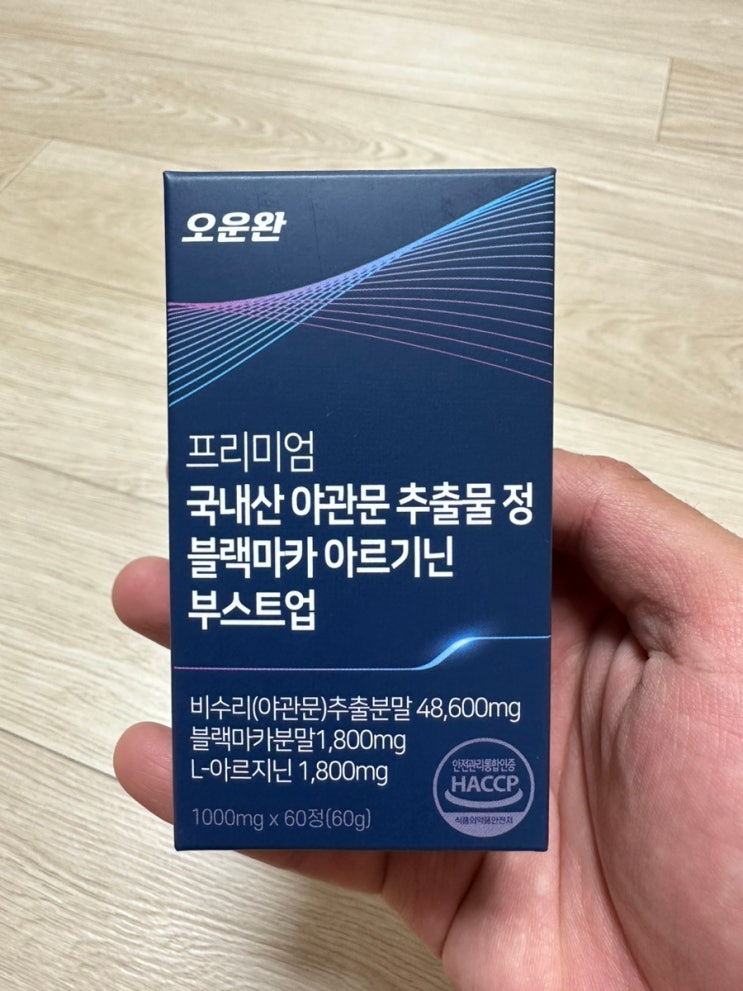 오운완
프리미엄
국내산 야관문 추출물 정
블랙마카 아르기닌
부스트업
비수리(야관문)추출분말 48,600mg
블랙마카분말1,800mg
L-아르지닌 1,800mg
1000mg x 60정(60g)
안전관리통합인증
HACCP
식품의약품안전처